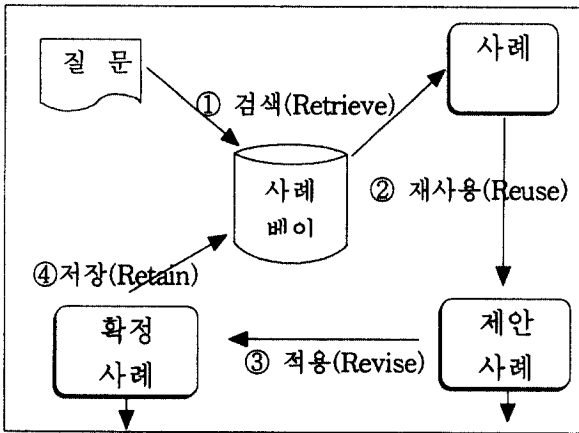 질 문
사례
① 검색(Retrieve)
사례
베이
② 재사용(Reuse)
④저장(Retain)
확정
사례
제안
사례
③ 적용(Revise)